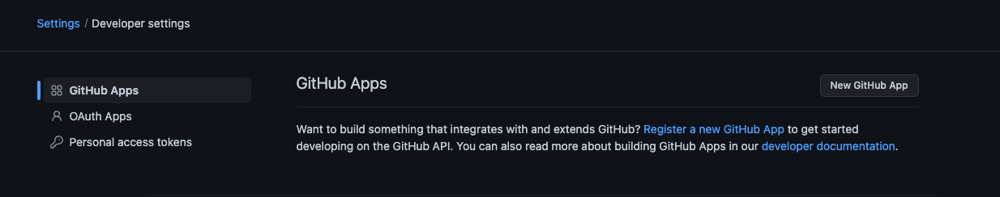 Settings / Developer settings
GitHub Apps
OAuth Apps
Personal access tokens
GitHub Apps
New GitHub App
Want to build something that integrates with and extends GitHub? Register a new GitHub App to get started
developing on the GitHub API. You can also read more about building GitHub Apps in our developer documentation.